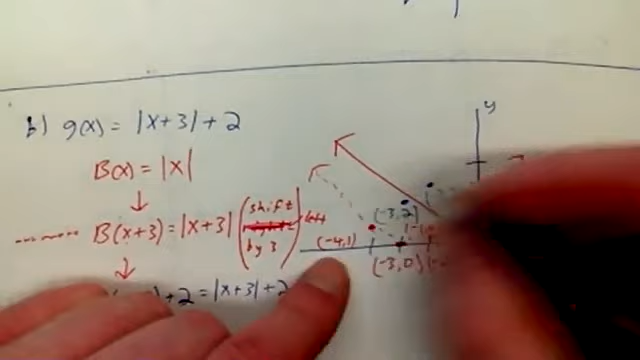 b) g(x) = |x+3| + 2
B(x) = |x|
↓
B(x+3) = |x+3| (shift left by 3)
↓
+2 = |x+3| + 2
y
(-3,2)
(-4,1)
(-3,0)